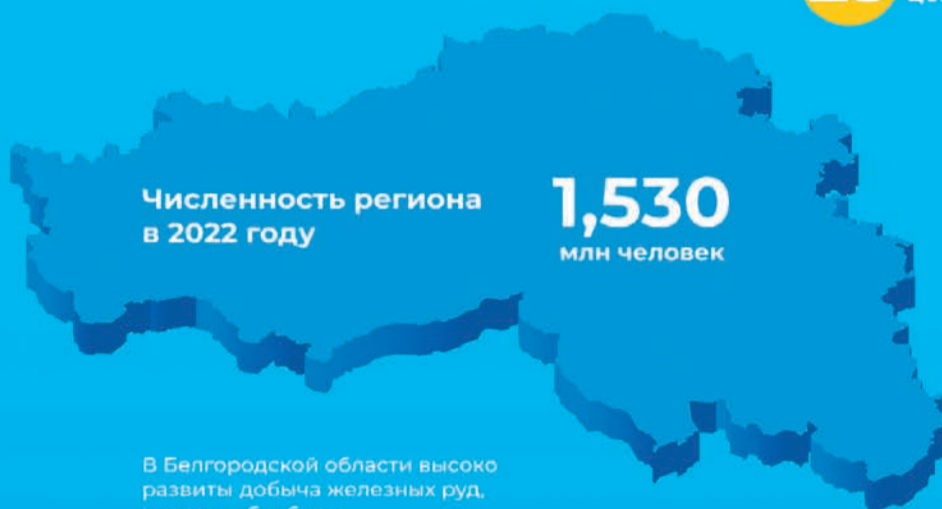 Численность региона
в 2022 году
1,530
млн человек
В Белгородской области высоко
развиты добыча железных руд,